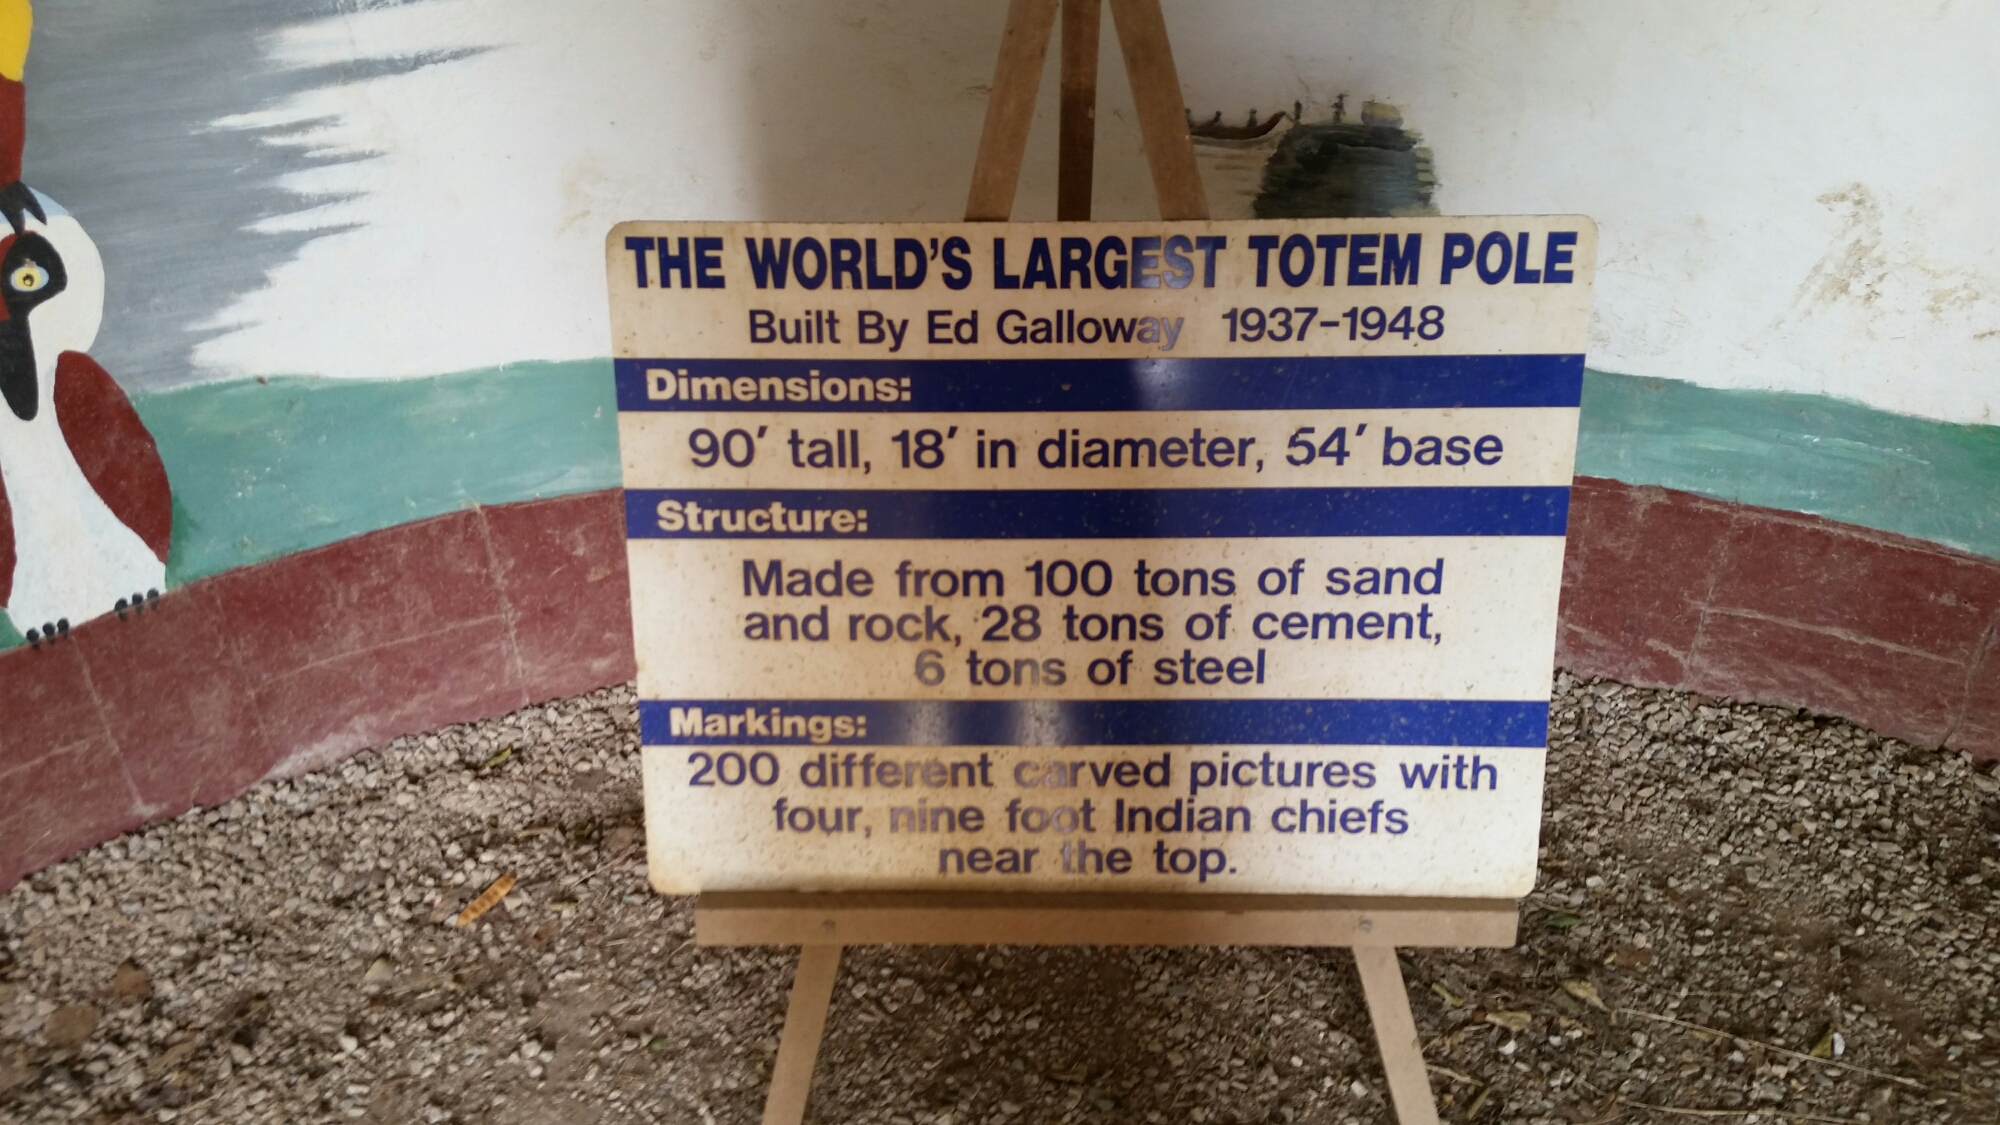 THE WORLD'S LARGEST TOTEM POLE
Built By Ed Galloway 1937-1948
Dimensions:
90′ tall, 18′ in diameter, 54′ base
Structure:
Made from 100 tons of sand
and rock, 28 tons of cement,
6 tons of steel
Markings:
200 different carved pictures with
four, nine foot Indian chiefs
near the top.